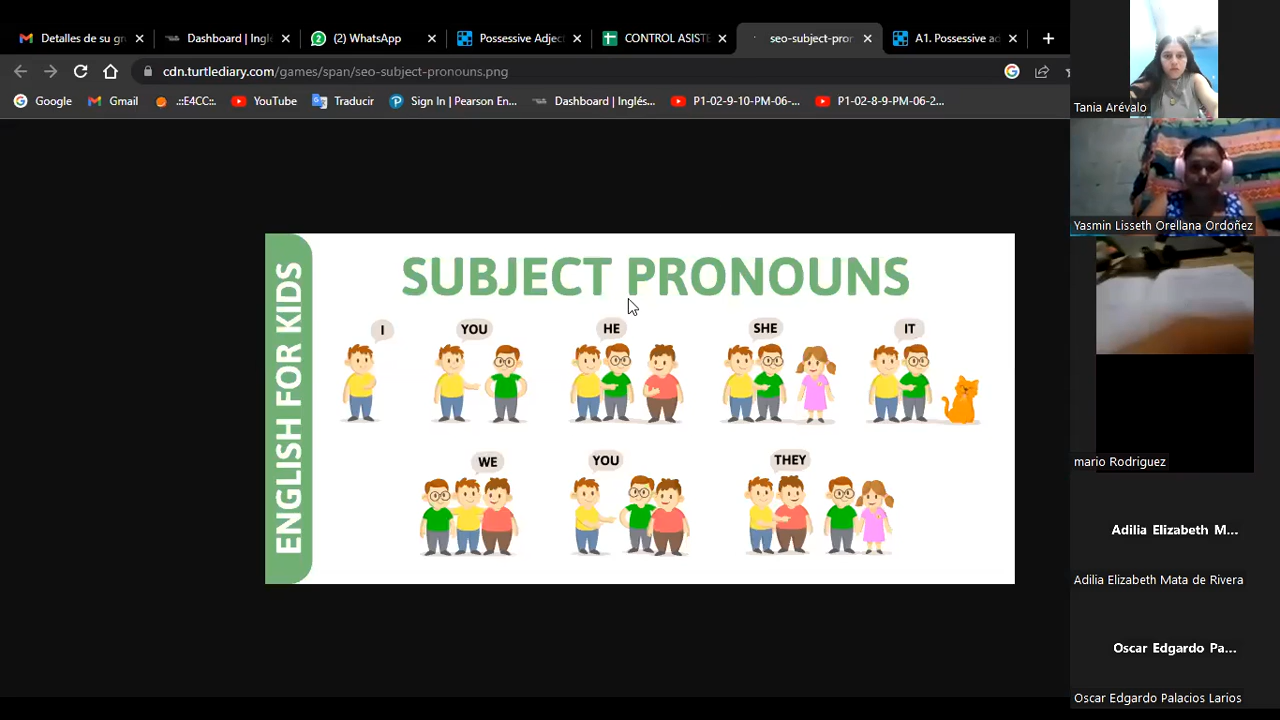 Detalles de su gr
Dashboard | Ingl
(2) WhatsApp
Possessive Adject
CONTROL ASIST
seo-subject-pron
A1. Possessive ad
cdn.turtlediary.com/games/span/seo-subject-pronouns.png
Google
Gmail
.::E4CC:.
YouTube
Traducir
Sign In | Pearson En...
Dashboard | Inglés...
P1-02-9-10-PM-06-...
P1-02-8-9-PM-06-2...
ENGLISH FOR KIDS
SUBJECT PRONOUNS
I
YOU
HE
SHE
IT
WE
YOU
THEY
Tania Arévalo
Yasmin Lisseth Orellana Ordoñez
mario Rodriguez
Adilia Elizabeth M...
Adilia Elizabeth Mata de Rivera
Oscar Edgardo Pa...
Oscar Edgardo Palacios Larios